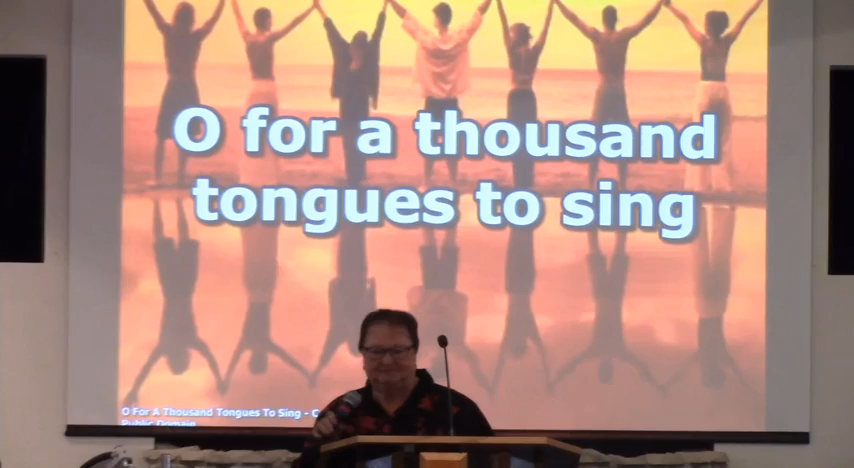 O for a thousand
tongues to sing
O For A Thousand Tongues To Sing - C
Public Domain